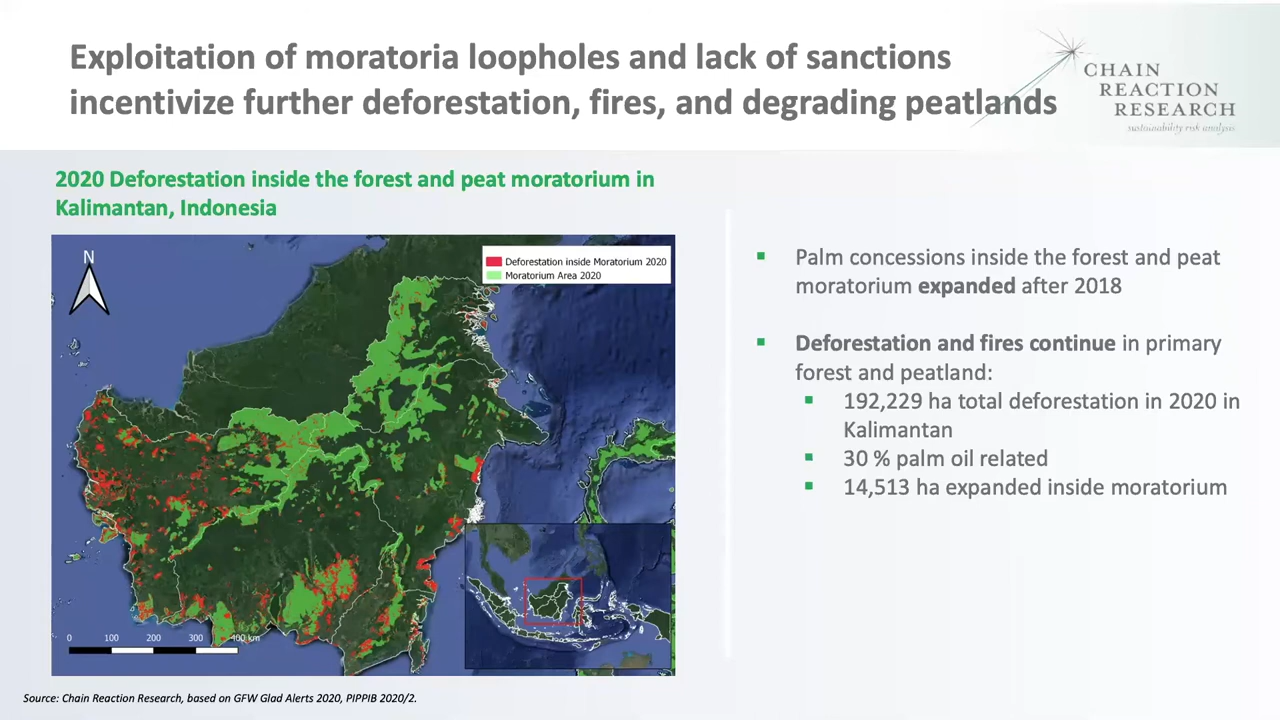 Exploitation of moratoria loopholes and lack of sanctions
incentivize further deforestation, fires, and degrading peatlands
CHAIN
REACTION
RESEARCH
sustainability risk analysis
2020 Deforestation inside the forest and peat moratorium in
Kalimantan, Indonesia
N
Deforestation inside Moratorium 2020
Moratorium Area 2020
0 100 200 300 400 km
▪ Palm concessions inside the forest and peat
moratorium expanded after 2018
▪ Deforestation and fires continue in primary
forest and peatland:
▪ 192,229 ha total deforestation in 2020 in
Kalimantan
▪ 30 % palm oil related
▪ 14,513 ha expanded inside moratorium
Source: Chain Reaction Research, based on GFW Glad Alerts 2020, PIPPIB 2020/2.